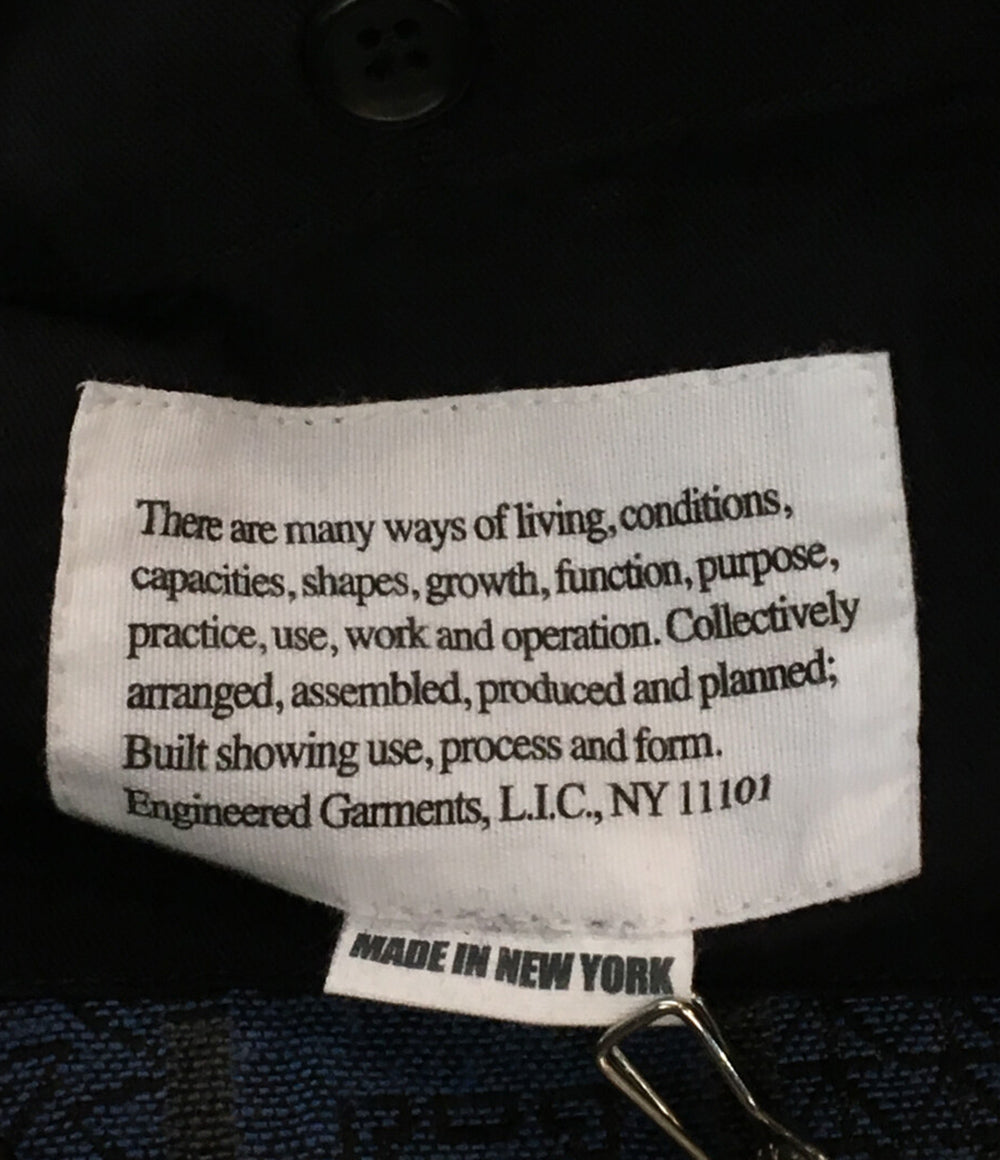 There are many ways of living, conditions,
capacities, shapes, growth, function, purpose,
practice, use, work and operation. Collectively
arranged, assembled, produced and planned;
Built showing use, process and form.
Engineered Garments, L.I.C., NY 11101
MADE IN NEW YORK